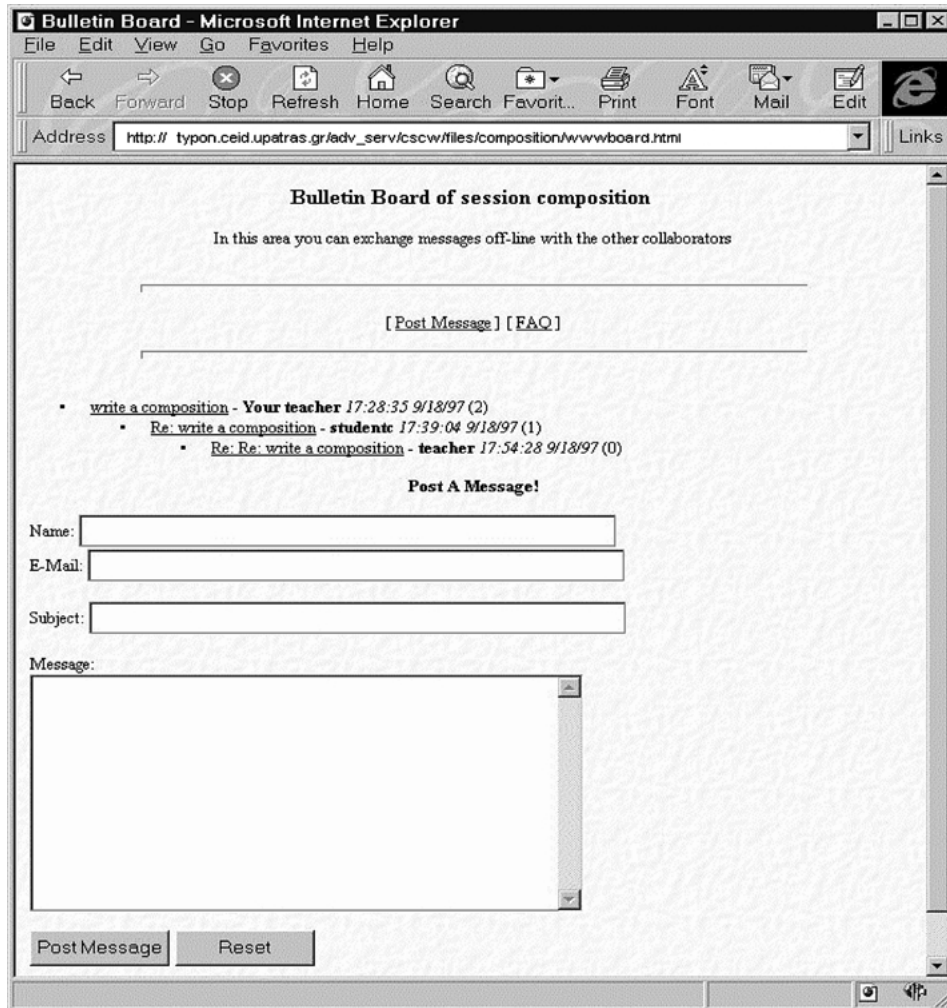 Bulletin Board - Microsoft Internet Explorer
File Edit View Go Favorites Help
Back Forward Stop Refresh Home Search Favorit... Print Font Mail Edit
Address http:// typon.ceid.upatras.gr/adv_serv/cscw/files/composition/wwwboard.html Links
Bulletin Board of session composition
In this area you can exchange messages off-line with the other collaborators
[ Post Message ] [ FAQ ]
write a composition - Your teacher 17:28:35 9/18/97 (2)
Re: write a composition - studentc 17:39:04 9/18/97 (1)
Re: Re: write a composition - teacher 17:54:28 9/18/97 (0)
Post A Message!
Name:
E-Mail:
Subject:
Message:
Post Message Reset